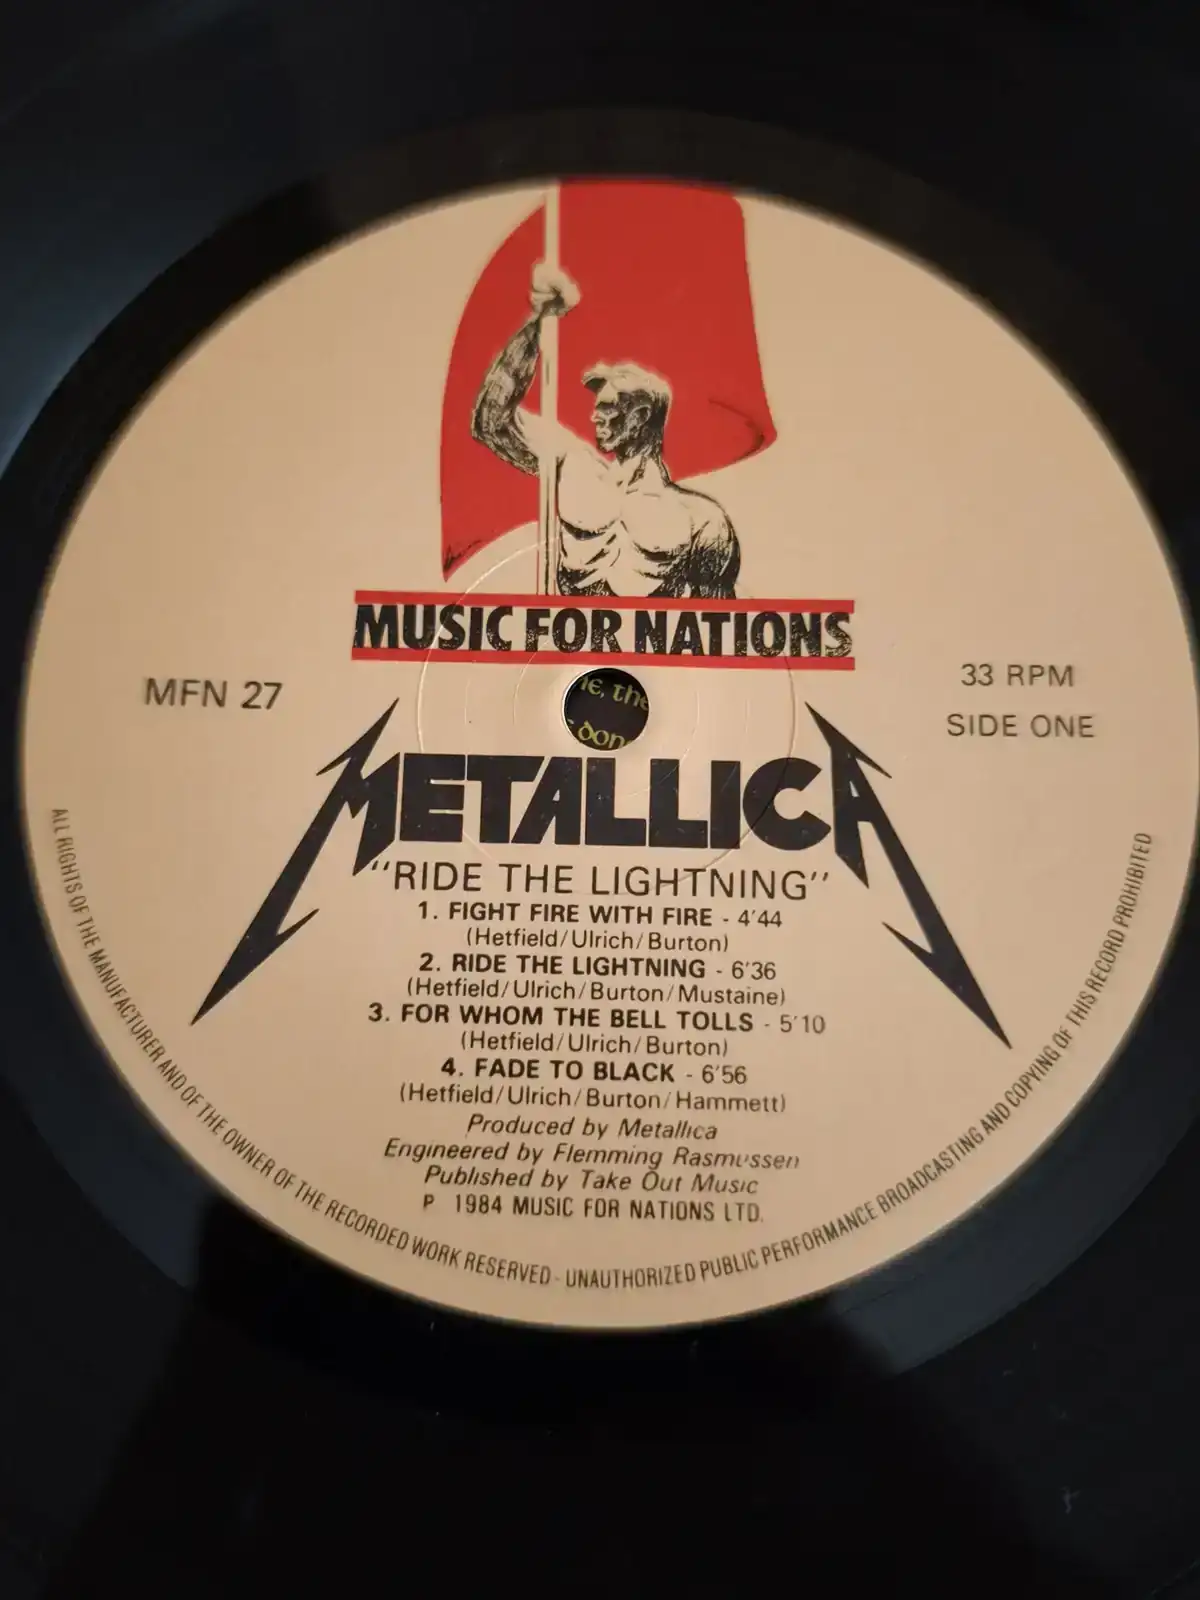 MUSIC FOR NATIONS
MFN 27
33 RPM
SIDE ONE
METALLICA
"RIDE THE LIGHTNING"
1. FIGHT FIRE WITH FIRE - 4'44
(Hetfield/Ulrich/Burton)
2. RIDE THE LIGHTNING - 6'36
(Hetfield/Ulrich/Burton/Mustaine)
3. FOR WHOM THE BELL TOLLS - 5'10
(Hetfield/Ulrich/Burton)
4. FADE TO BLACK - 6'56
(Hetfield/Ulrich/Burton/Hammett)
Produced by Metallica
Engineered by Flemming Rasmussen
Published by Take Out Music
P 1984 MUSIC FOR NATIONS LTD.
ALL RIGHTS OF THE MANUFACTURER AND OF THE OWNER OF THE RECORDED WORK RESERVED - UNAUTHORIZED PUBLIC PERFORMANCE BROADCASTING AND COPYING OF THIS RECORD PROHIBITED